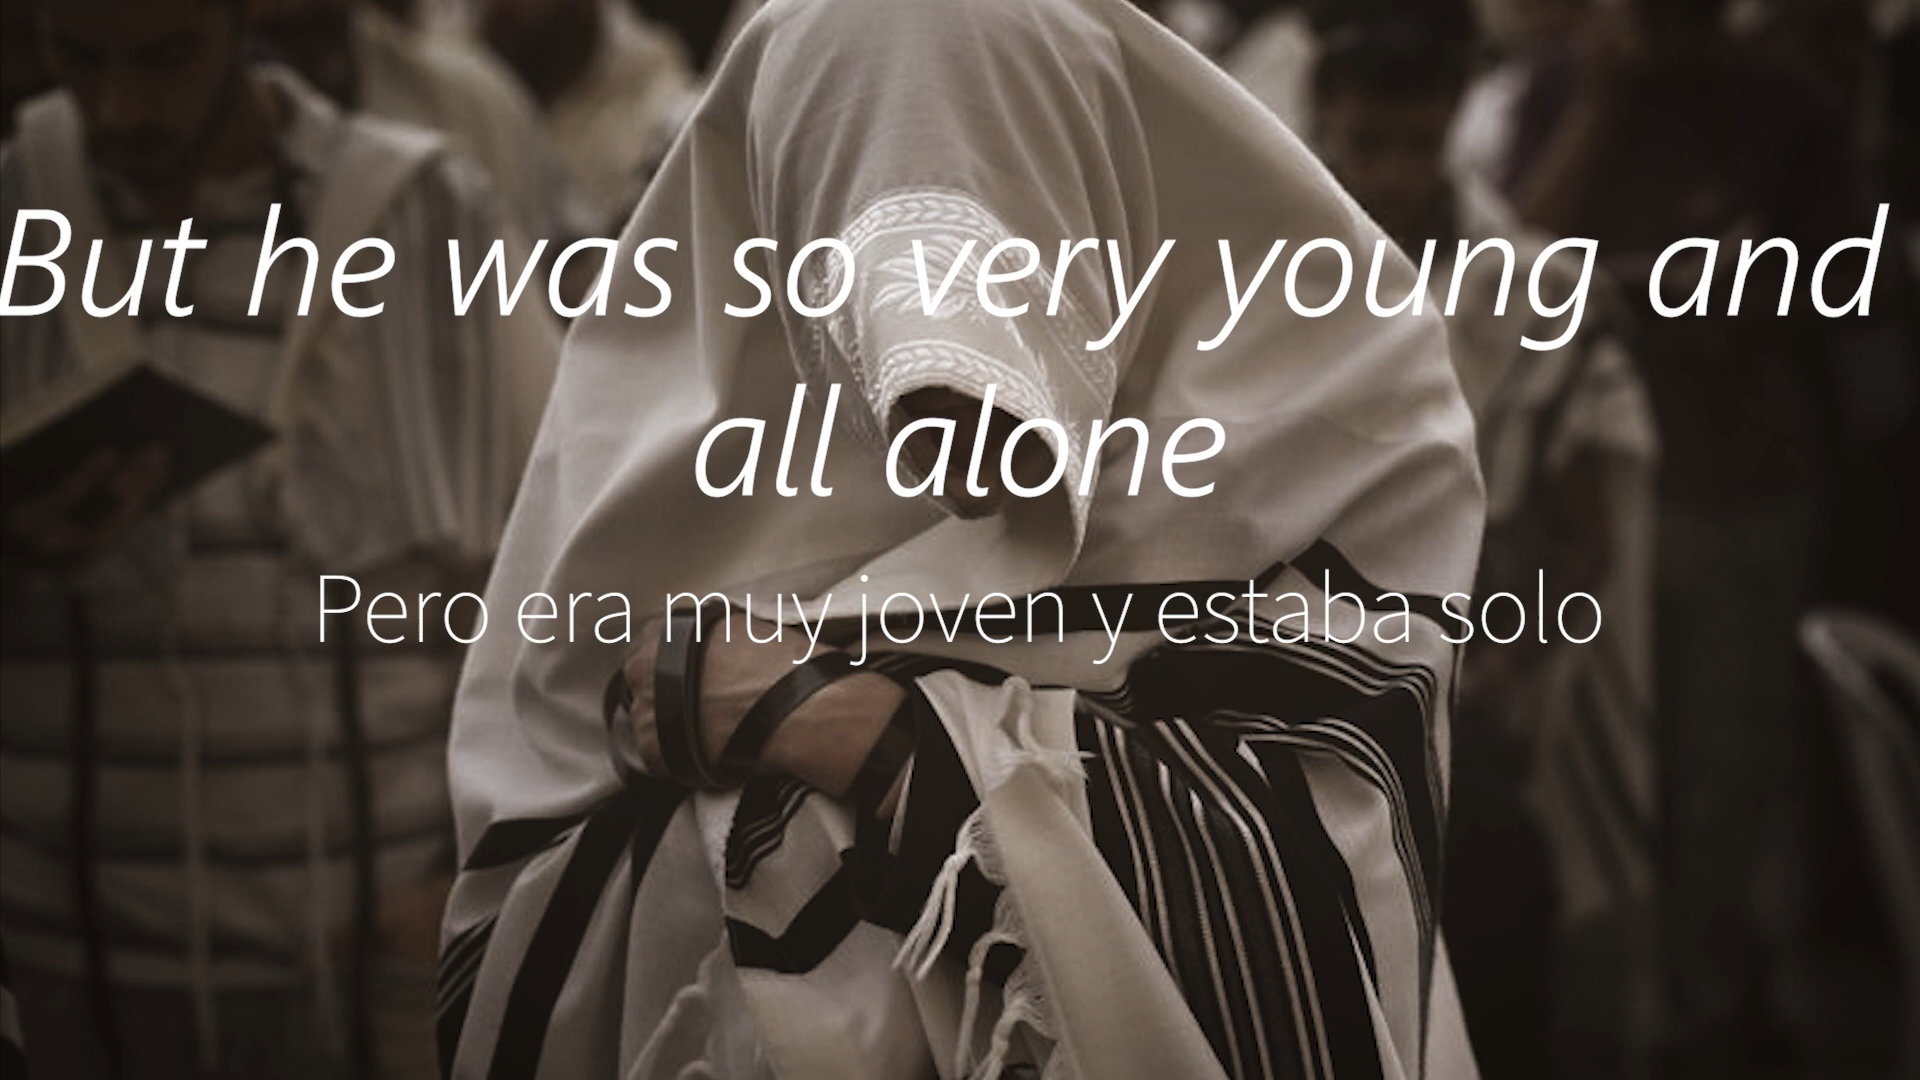 But he was so very young and
all alone
Pero era muy joven y estaba solo